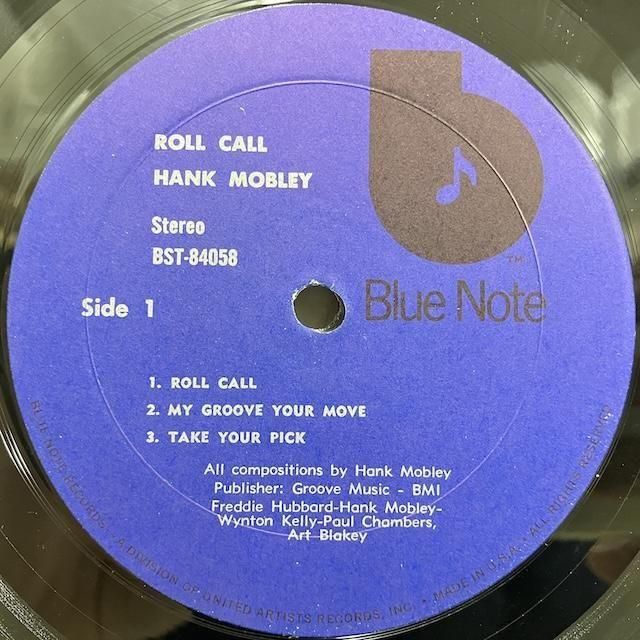 ROLL CALL
HANK MOBLEY
Stereo
BST-84058
Side 1
b
TM
Blue Note
1. ROLL CALL
2. MY GROOVE YOUR MOVE
3. TAKE YOUR PICK
All compositions by Hank Mobley
Publisher: Groove Music - BMI
Freddie Hubbard-Hank Mobley-
Wynton Kelly-Paul Chambers,
Art Blakey
BLUE NOTE RECORDS • A DIVISION OF UNITED ARTISTS RECORDS, INC. • MADE IN U.S.A. • ALL RIGHTS RESERVED